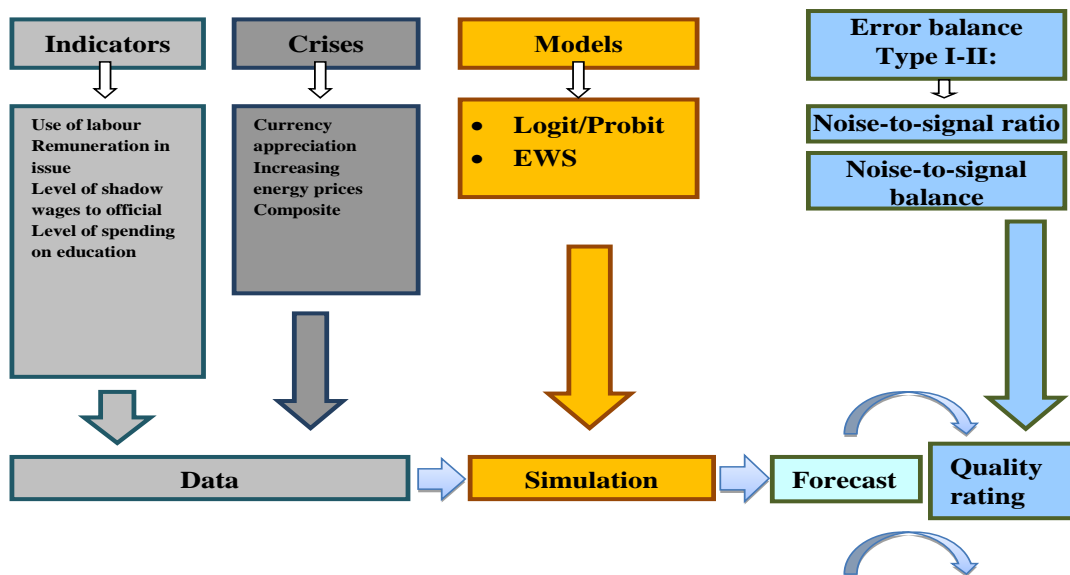 Indicators
Use of labour
Remuneration in
issue
Level of shadow
wages to official
Level of spending
on education
Crises
Currency
appreciation
Increasing
energy prices
Composite
Models
• Logit/Probit
• EWS
Error balance
Type I-II:
Noise-to-signal ratio
Noise-to-signal
balance
Data
Simulation
Forecast
Quality
rating